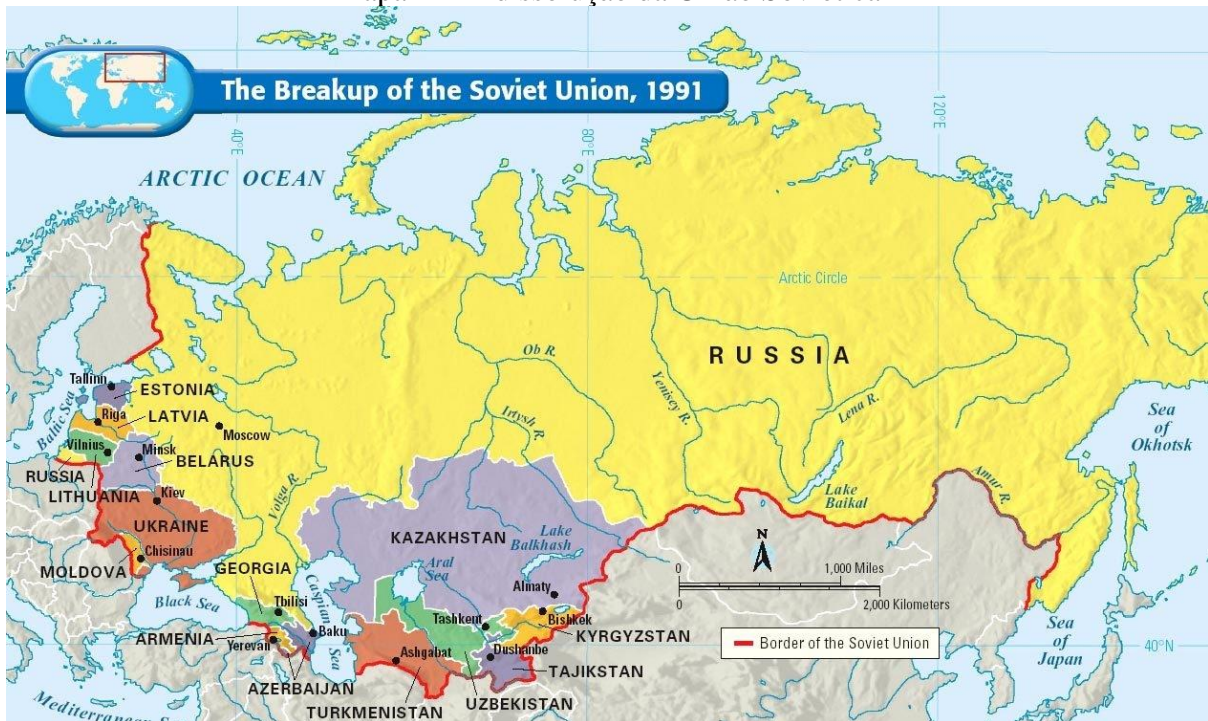 The Breakup of the Soviet Union, 1991
40°E
80°E
120°E
ARCTIC OCEAN
Arctic Circle
RUSSIA
Ob R.
Yenisey R.
Irtysh R.
Lena R.
Sea
of
Okhotsk
Tallinn
ESTONIA
Baltic Sea
Riga
LATVIA
Moscow
Vilnius
Minsk
BELARUS
RUSSIA
LITHUANIA
Kiev
Volga R.
Lake
Baikal
Amur R.
UKRAINE
KAZAKHSTAN
Lake
Balkhash
N
Chisinau
MOLDOVA
GEORGIA
Aral
Sea
Almaty
0 1,000 Miles
0 2,000 Kilometers
Black Sea
Caspian
Sea
Tbilisi
Tashkent
Bishkek
KYRGYZSTAN
ARMENIA
Yerevan
Baku
Border of the Soviet Union
Sea
of
Japan
40°N
Ashgabat
Dushanbe
TAJIKSTAN
AZERBAIJAN
UZBEKISTAN
TURKMENISTAN
Mediterranean S